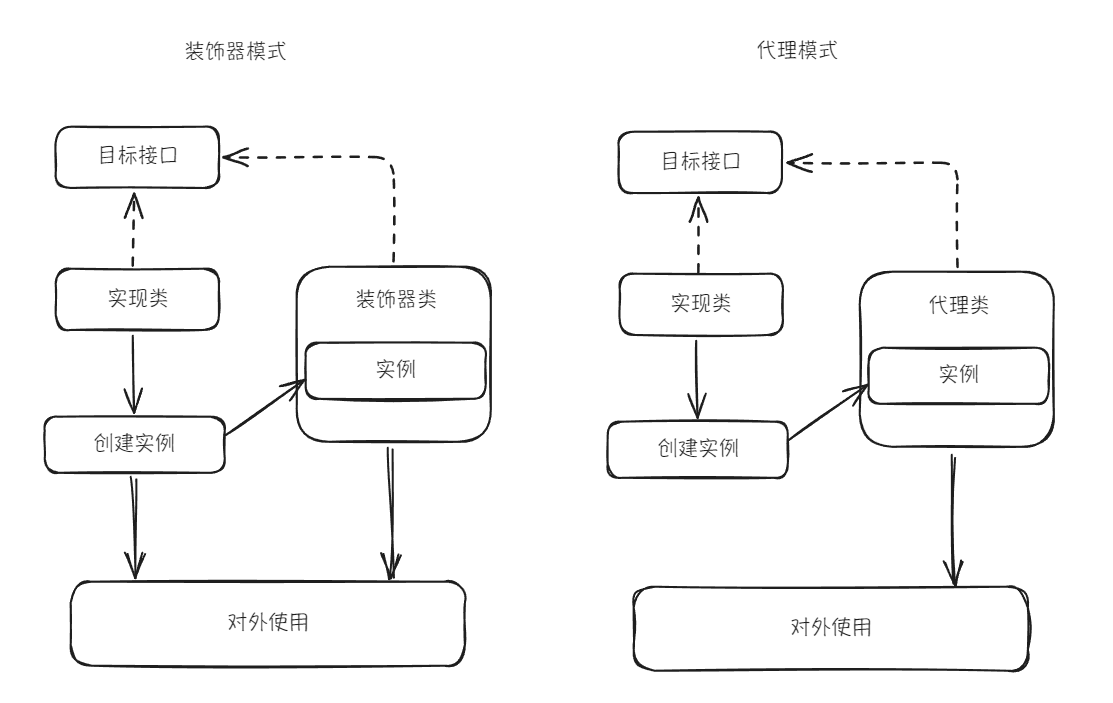 装饰器模式
目标接口
实现类
装饰器类
实例
创建实例
对外使用
代理模式
目标接口
实现类
代理类
实例
创建实例
对外使用